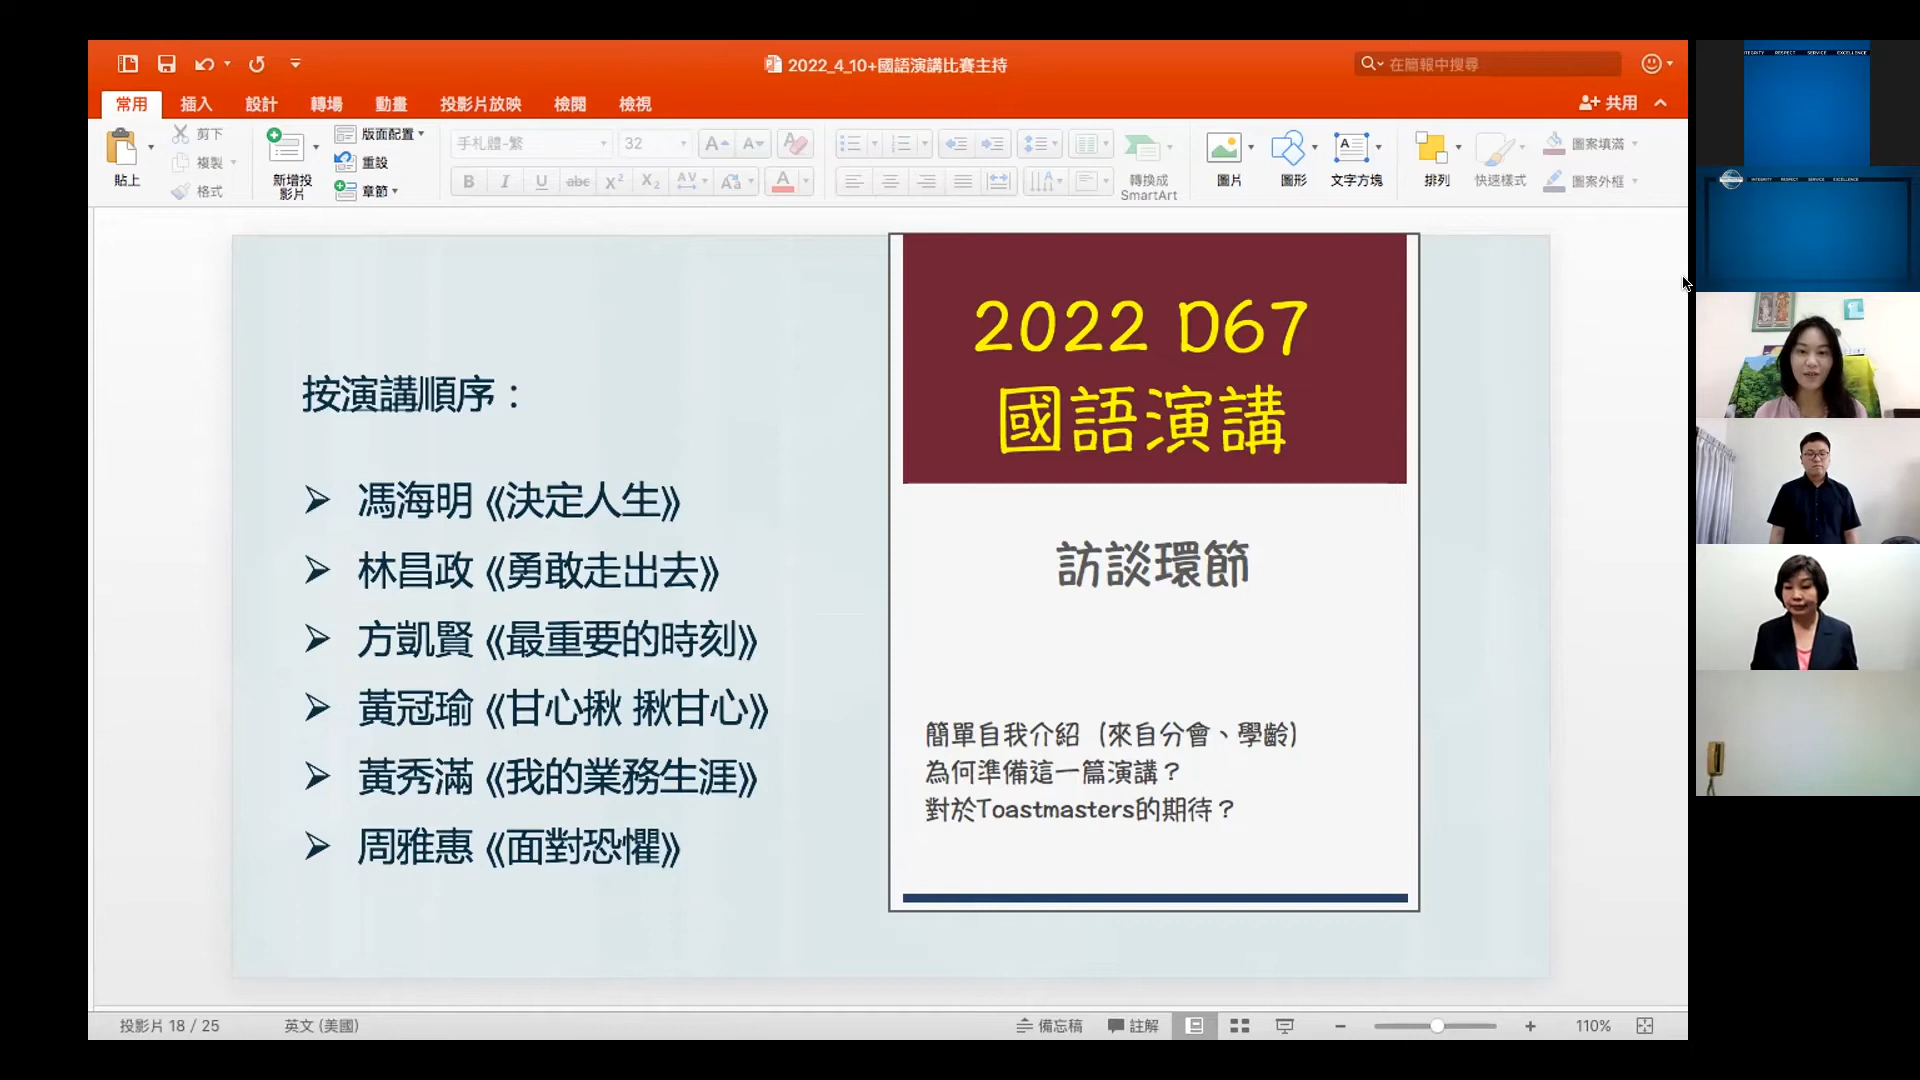 2022_4_10+國語演講比賽主持
在簡報中搜尋
常用 插入 設計 轉場 動畫 投影片放映 檢閱 檢視
共用
貼上
剪下
複製
格式
新增投
影片
版面配置
重設
章節
手札體-繁 32
轉換成
SmartArt
圖片
圖形
文字方塊
排列
快速樣式
圖案填滿
圖案外框
按演講順序：
馮海明《決定人生》
林昌政《勇敢走出去》
方凱賢《最重要的時刻》
黃冠瑜《甘心揪 揪甘心》
黃秀滿《我的業務生涯》
周雅惠《面對恐懼》
2022 D67
國語演講
訪談環節
簡單自我介紹（來自分會、學齡）
為何準備這一篇演講？
對於Toastmasters的期待？
投影片 18 / 25
英文 (美國)
備忘稿
註解
110%
INTEGRITY RESPECT SERVICE EXCELLENCE